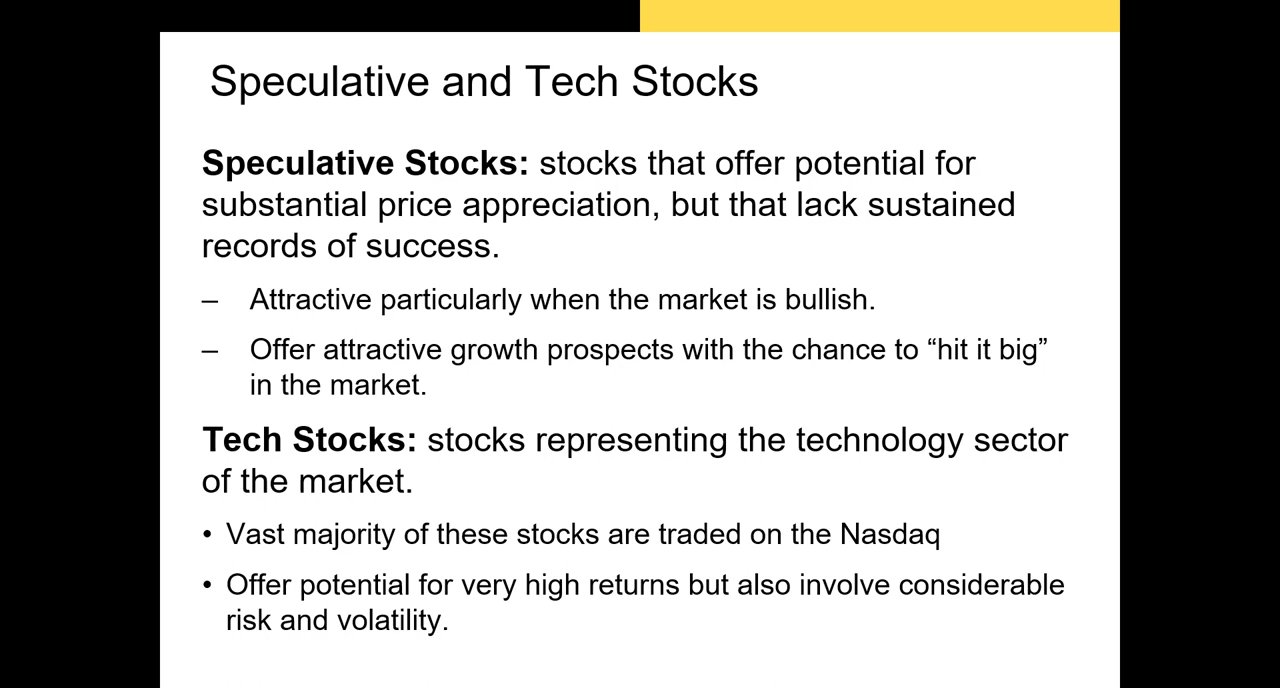 Speculative and Tech Stocks
Speculative Stocks: stocks that offer potential for
substantial price appreciation, but that lack sustained
records of success.
– Attractive particularly when the market is bullish.
– Offer attractive growth prospects with the chance to “hit it big”
in the market.
Tech Stocks: stocks representing the technology sector
of the market.
• Vast majority of these stocks are traded on the Nasdaq
• Offer potential for very high returns but also involve considerable
risk and volatility.